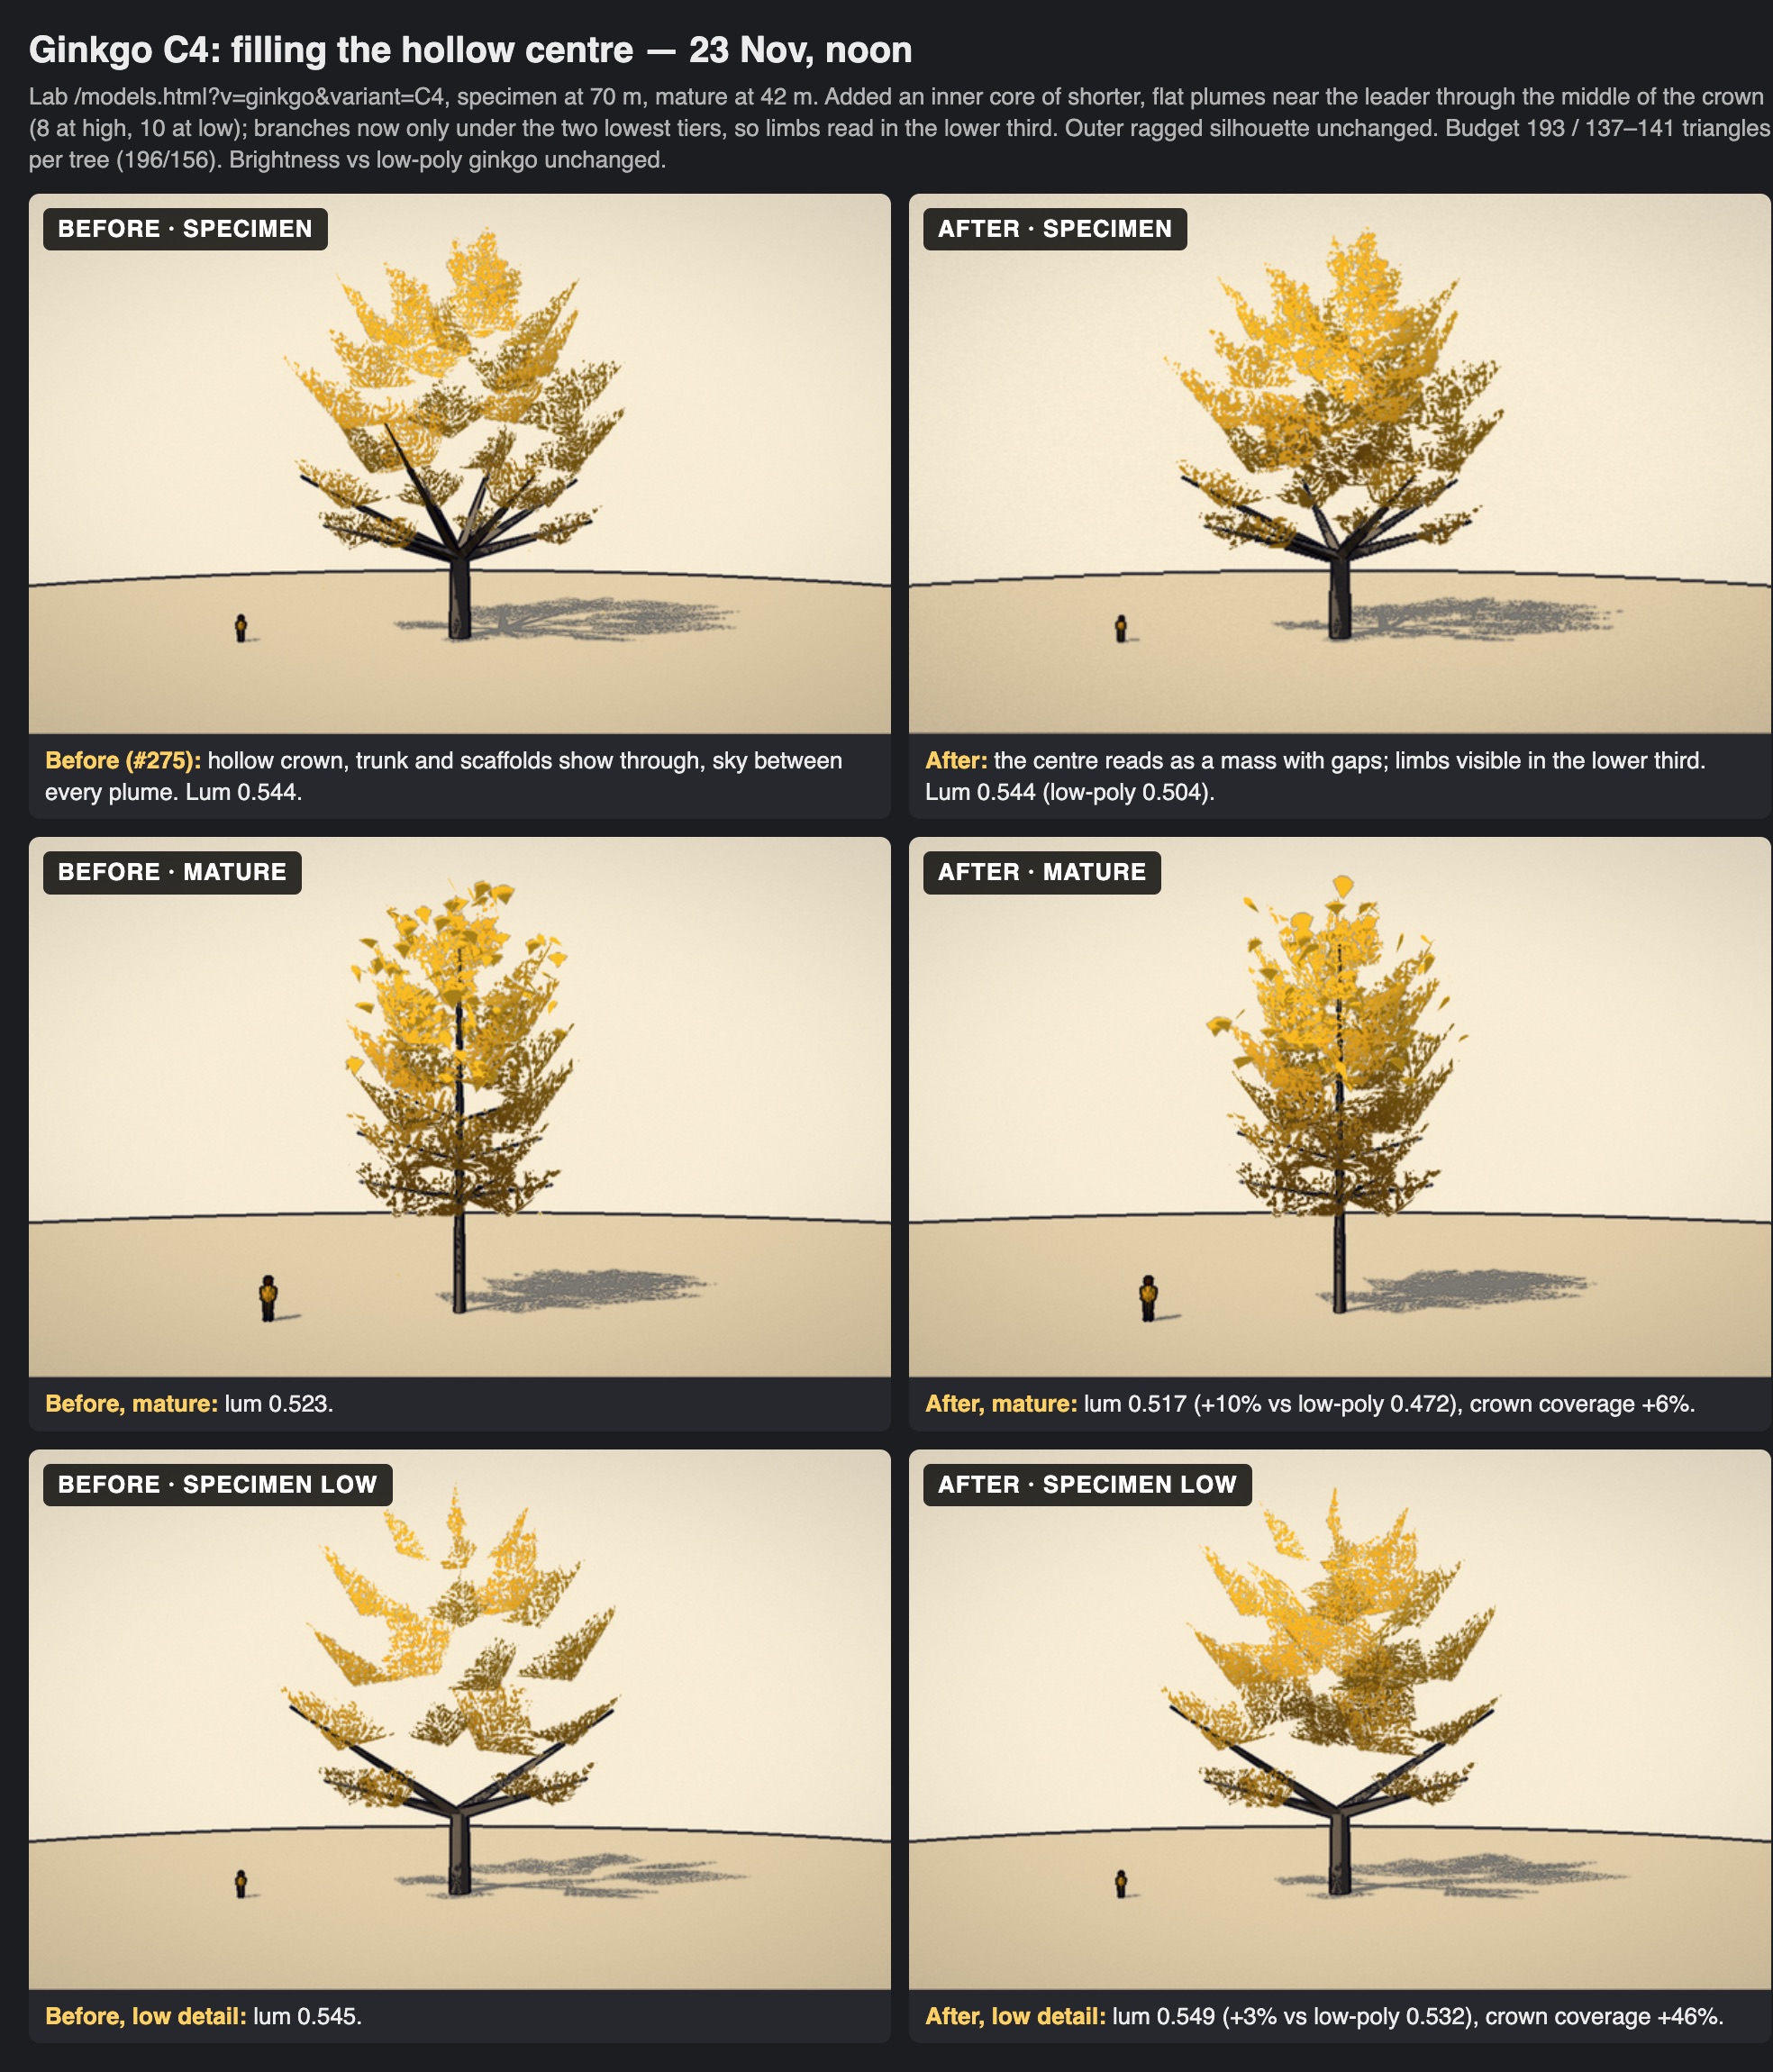 Ginkgo C4: filling the hollow centre — 23 Nov, noon
Lab /models.html?v=ginkgo&variant=C4, specimen at 70 m, mature at 42 m. Added an inner core of shorter, flat plumes near the leader through the middle of the crown
(8 at high, 10 at low); branches now only under the two lowest tiers, so limbs read in the lower third. Outer ragged silhouette unchanged. Budget 193 / 137–141 triangles
per tree (196/156). Brightness vs low-poly ginkgo unchanged.
BEFORE · SPECIMEN
AFTER · SPECIMEN
Before (#275): hollow crown, trunk and scaffolds show through, sky between
every plume. Lum 0.544.
After: the centre reads as a mass with gaps; limbs visible in the lower third.
Lum 0.544 (low-poly 0.504).
BEFORE · MATURE
AFTER · MATURE
Before, mature: lum 0.523.
After, mature: lum 0.517 (+10% vs low-poly 0.472), crown coverage +6%.
BEFORE · SPECIMEN LOW
AFTER · SPECIMEN LOW
Before, low detail: lum 0.545.
After, low detail: lum 0.549 (+3% vs low-poly 0.532), crown coverage +46%.